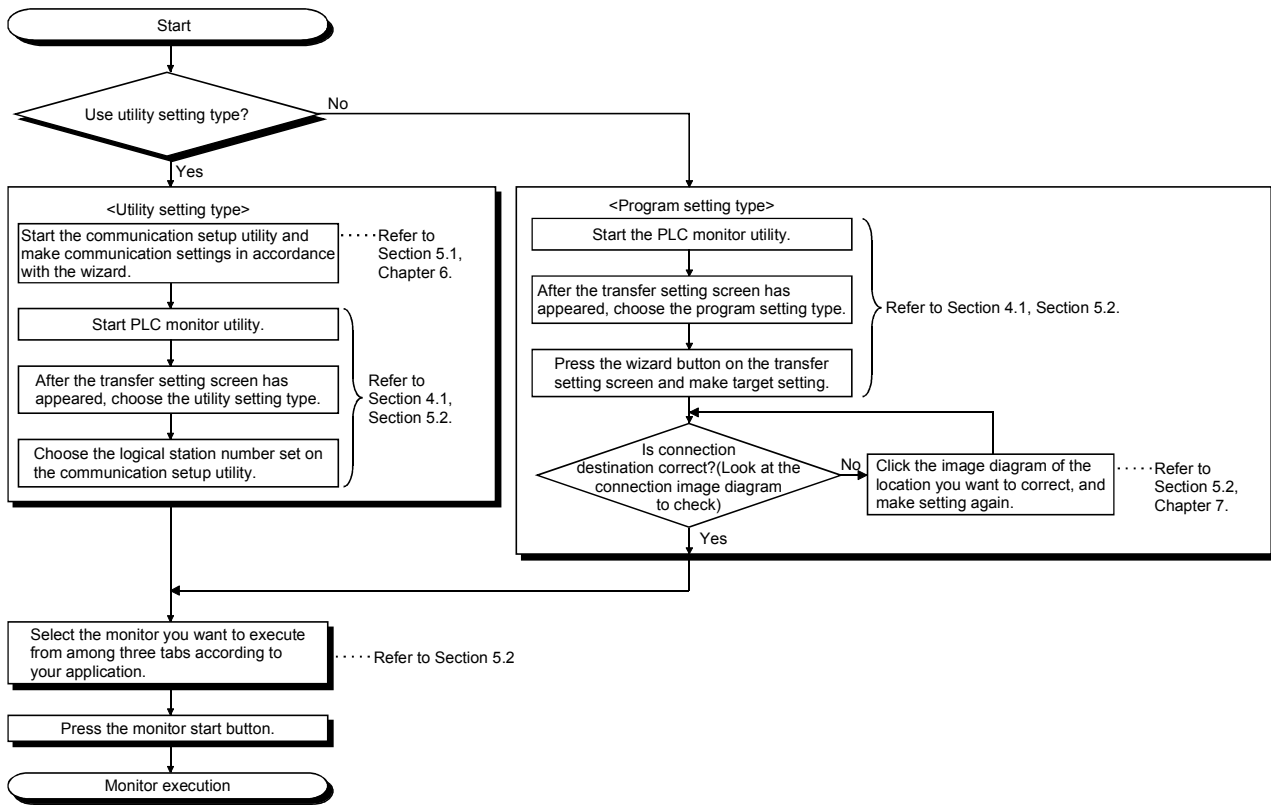 Start
Use utility setting type?
No
Yes
<Utility setting type>
Start the communication setup utility and
make communication settings in accordance
with the wizard.
Refer to
Section 5.1,
Chapter 6.
Start PLC monitor utility.
After the transfer setting screen has
appeared, choose the utility setting type.
Choose the logical station number set on
the communication setup utility.
Refer to
Section 4.1,
Section 5.2.
<Program setting type>
Start the PLC monitor utility.
After the transfer setting screen has
appeared, choose the program setting type.
Press the wizard button on the transfer
setting screen and make target setting.
Refer to Section 4.1, Section 5.2.
Is connection
destination correct?(Look at the
connection image diagram
to check)
No
Click the image diagram of the
location you want to correct, and
make setting again.
Refer to
Section 5.2,
Chapter 7.
Yes
Select the monitor you want to execute
from among three tabs according to
your application.
Refer to Section 5.2
Press the monitor start button.
Monitor execution